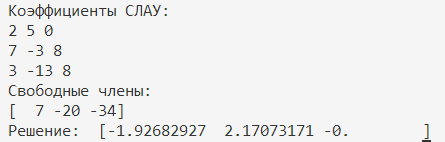 Коэффициенты СЛАУ:
2 5 0
7 -3 8
3 -13 8
Свободные члены:
[  7 -20 -34]
Решение:  [-1.92682927  2.17073171 -0.        ]